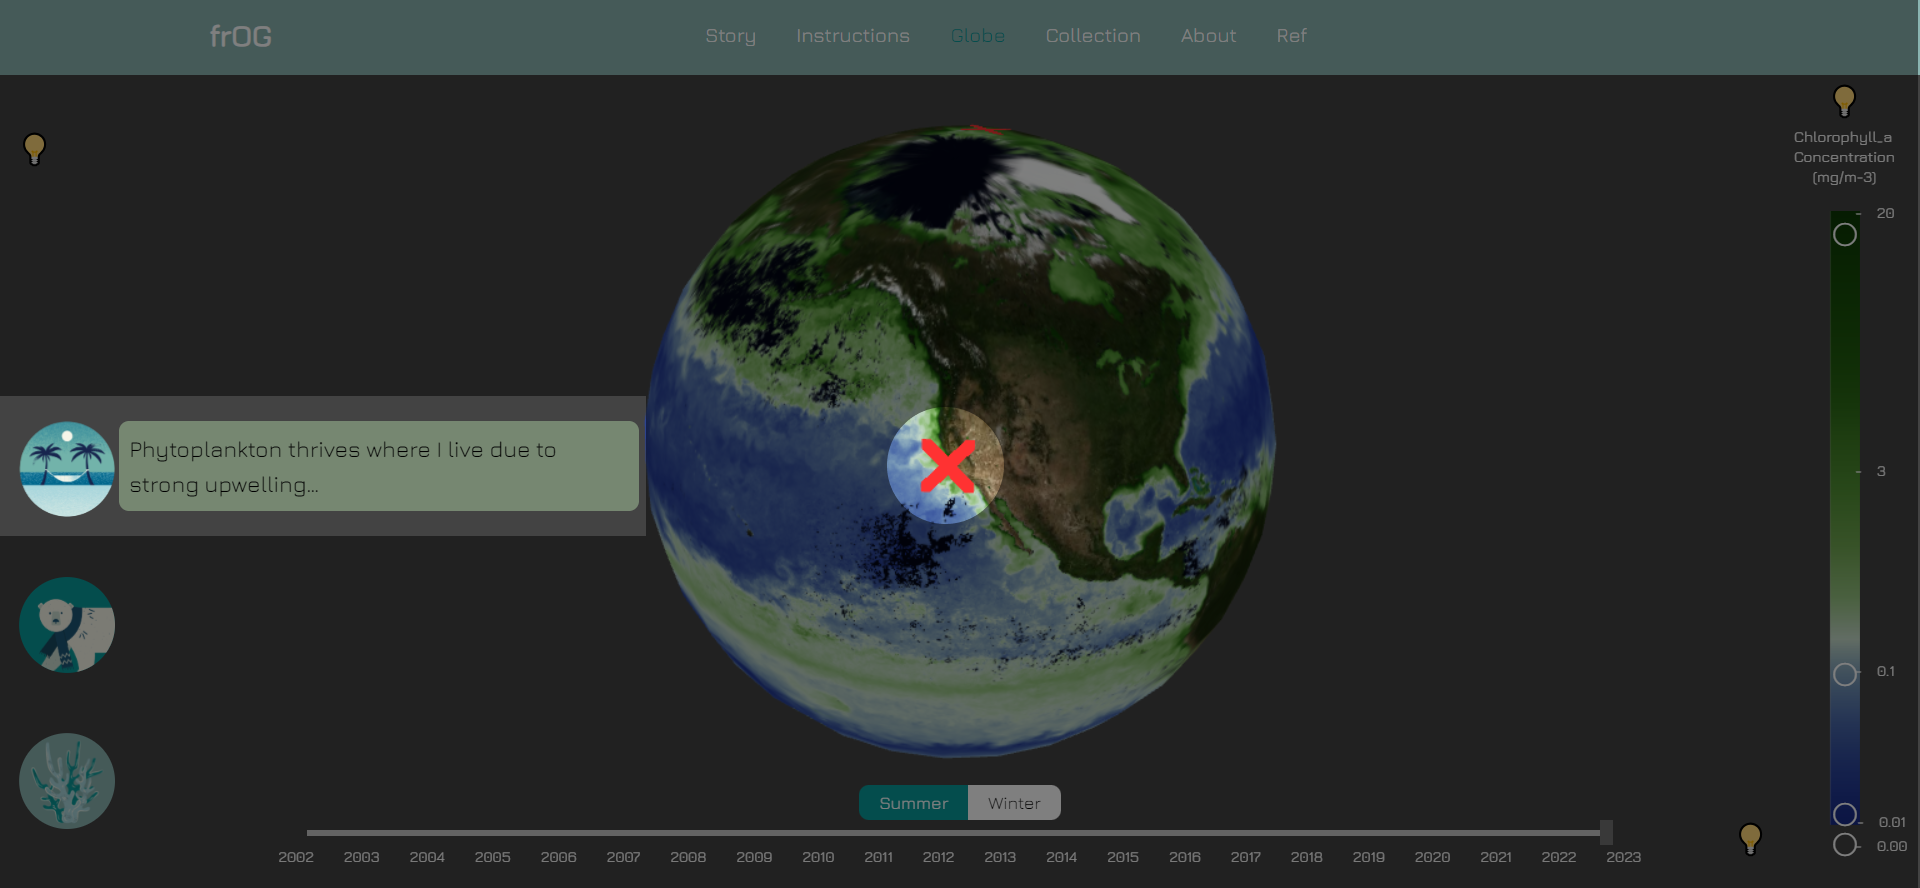 frOG
Story Instructions Globe Collection About Ref
Chlorophyll_a
Concentration
(mg/m-3)
20
Phytoplankton thrives where I live due to
strong upwelling...
3
0.1
Summer Winter
0.01
0.00
2002 2003 2004 2005 2006 2007 2008 2009 2010 2011 2012 2013 2014 2015 2016 2017 2018 2019 2020 2021 2022 2023